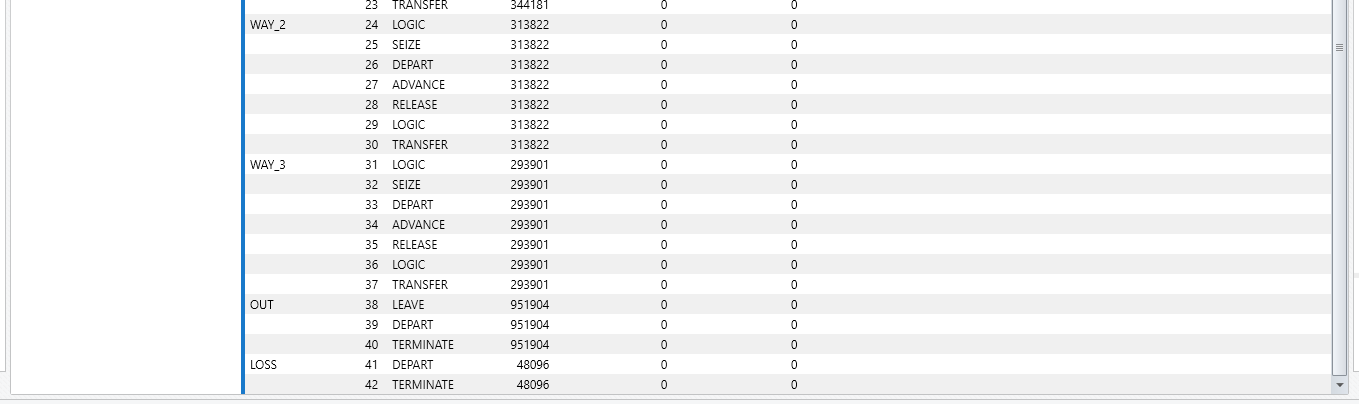 23 TRANSFER 344181 0 0
WAY_2 24 LOGIC 313822 0 0
25 SEIZE 313822 0 0
26 DEPART 313822 0 0
27 ADVANCE 313822 0 0
28 RELEASE 313822 0 0
29 LOGIC 313822 0 0
30 TRANSFER 313822 0 0
WAY_3 31 LOGIC 293901 0 0
32 SEIZE 293901 0 0
33 DEPART 293901 0 0
34 ADVANCE 293901 0 0
35 RELEASE 293901 0 0
36 LOGIC 293901 0 0
37 TRANSFER 293901 0 0
OUT 38 LEAVE 951904 0 0
39 DEPART 951904 0 0
40 TERMINATE 951904 0 0
LOSS 41 DEPART 48096 0 0
42 TERMINATE 48096 0 0